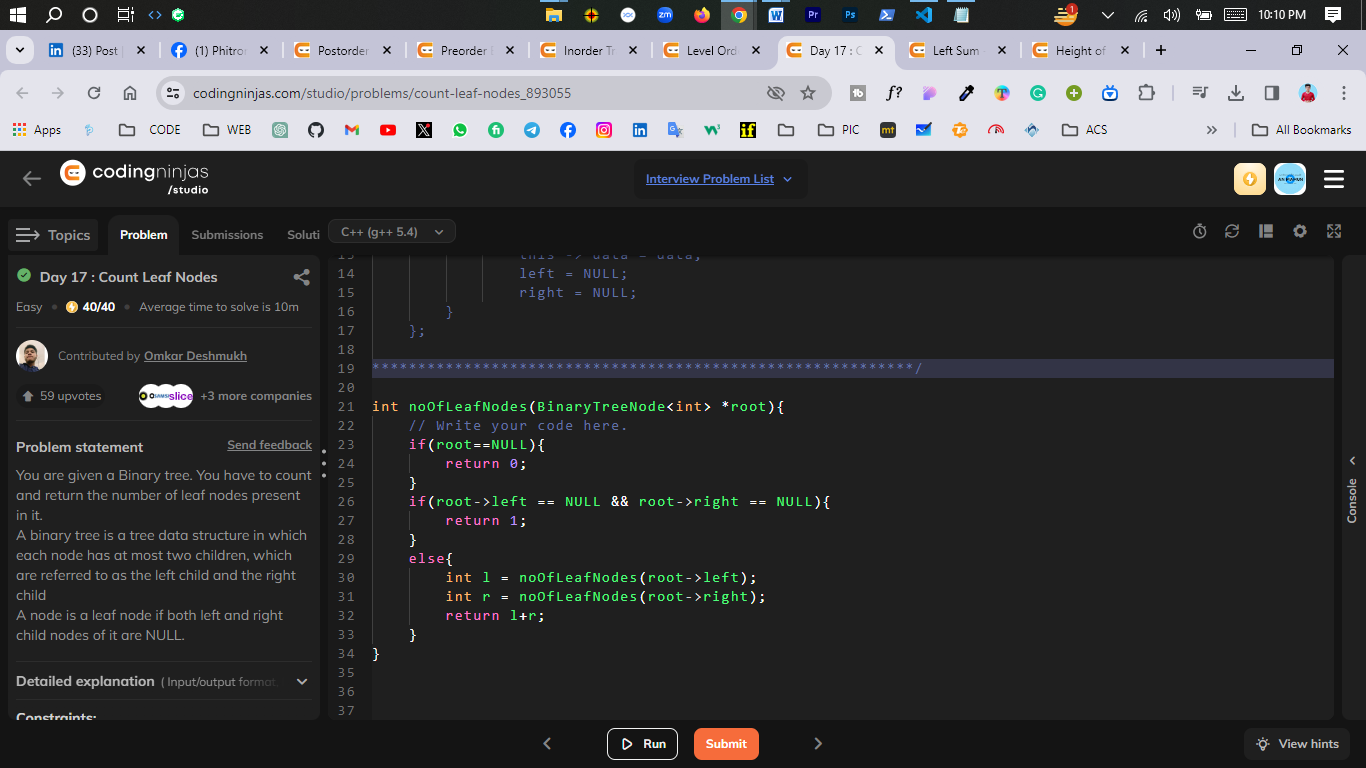 10:10 PM
(33) Post
(1) Phitron
Postorder
Preorder
Inorder Tr
Level Ord
Day 17 : C
Left Sum
Height of
codingninjas.com/studio/problems/count-leaf-nodes_893055
Apps
CODE
WEB
PIC
ACS
All Bookmarks
codingninjas
/studio
Interview Problem List
Topics
Problem
Submissions
Soluti
C++ (g++ 5.4)
Day 17 : Count Leaf Nodes
Easy 40/40 Average time to solve is 10m
Contributed by Omkar Deshmukh
59 upvotes
slice
+3 more companies
Problem statement
Send feedback
You are given a Binary tree. You have to count
and return the number of leaf nodes present
in it.
A binary tree is a tree data structure in which
each node has at most two children, which
are referred to as the left child and the right
child
A node is a leaf node if both left and right
child nodes of it are NULL.
Detailed explanation ( Input/output format,
Constraints:
13 this -> data = data;
14 left = NULL;
15 right = NULL;
16 }
17 };
18
19 ***********************************************************/
20
21 int noOfLeafNodes(BinaryTreeNode<int> *root){
22 // Write your code here.
23 if(root==NULL){
24 return 0;
25 }
26 if(root->left == NULL && root->right == NULL){
27 return 1;
28 }
29 else{
30 int l = noOfLeafNodes(root->left);
31 int r = noOfLeafNodes(root->right);
32 return l+r;
33 }
34 }
35
36
37
Console
Run
Submit
View hints